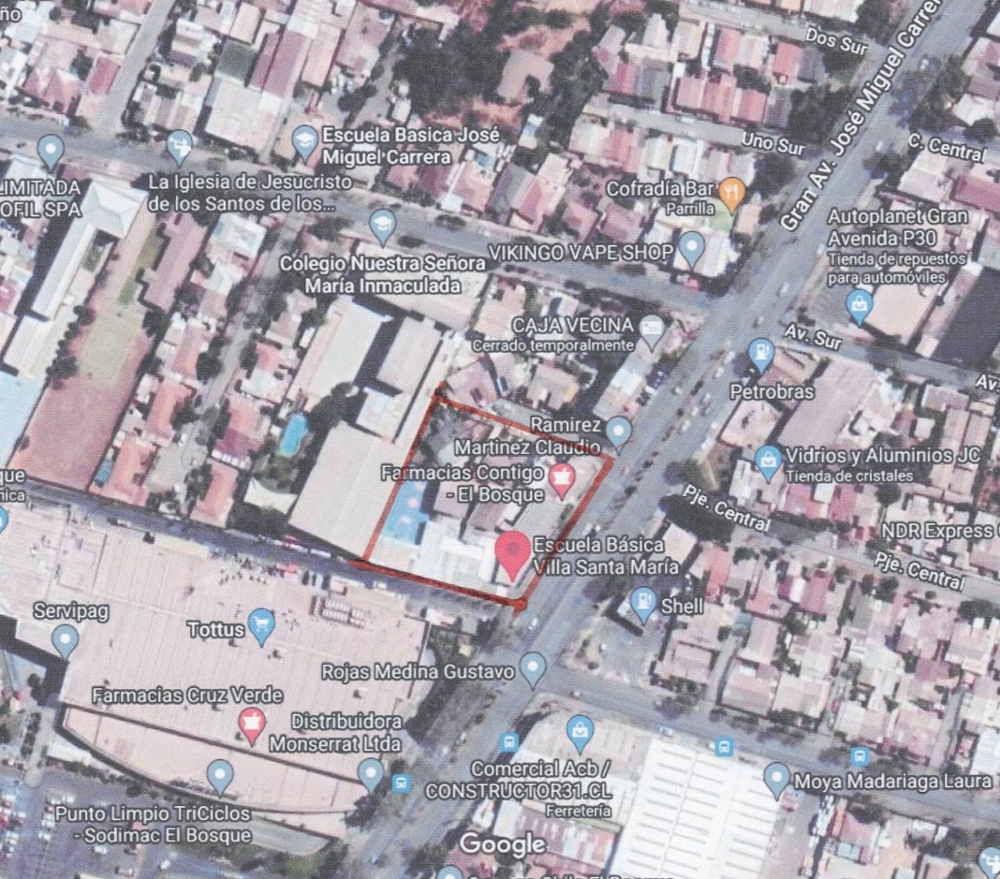 ño
Dos Sur
Gran Av. José Miguel Carrer
Uno Sur
C. Central
Escuela Basica José
Miguel Carrera
LIMITADA
OFIL SPA
La Iglesia de Jesucristo
de los Santos de los...
Cofradía Bar
Parrilla
Autoplanet Gran
Avenida P30
Tienda de repuestos
para automóviles
Colegio Nuestra Señora
María Inmaculada
VIKINGO VAPE SHOP
CAJA VECINA
Cerrado temporalmente
Av. Sur
Av.
Petrobras
Ramirez
Martinez Claudio
Farmacias Contigo
- El Bosque
Vidrios y Aluminios JC
Tienda de cristales
que
nica
Pje. Central
NDR Express
Pje. Central
Escuela Básica
Villa Santa María
Shell
Servipag
Tottus
Rojas Medina Gustavo
Farmacias Cruz Verde
Distribuidora
Monserrat Ltda
Comercial Acb /
CONSTRUCTOR31.CL
Ferretería
Moya Madariaga Laura
Punto Limpio TriCiclos
- Sodimac El Bosque
Google